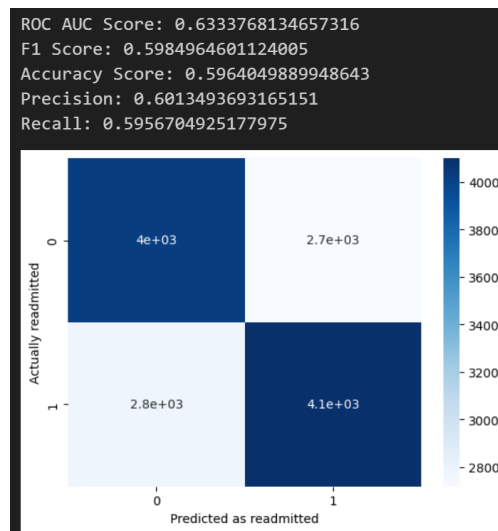 ROC AUC Score: 0.6333768134657316
F1 Score: 0.5984964601124005
Accuracy Score: 0.5964049889948643
Precision: 0.6013493693165151
Recall: 0.5956704925177975
4e+03
2.7e+03
2.8e+03
4.1e+03
0
1
Actually readmitted
0
1
Predicted as readmitted
4000
3800
3600
3400
3200
3000
2800